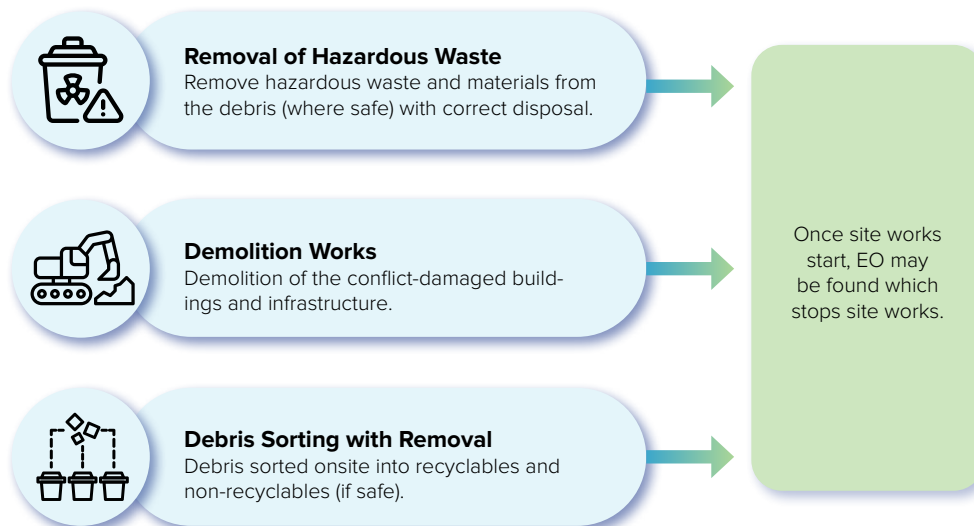 Removal of Hazardous Waste
Remove hazardous waste and materials from
the debris (where safe) with correct disposal.
Demolition Works
Demolition of the conflict-damaged build-
ings and infrastructure.
Debris Sorting with Removal
Debris sorted onsite into recyclables and
non-recyclables (if safe).
Once site works
start, EO may
be found which
stops site works.